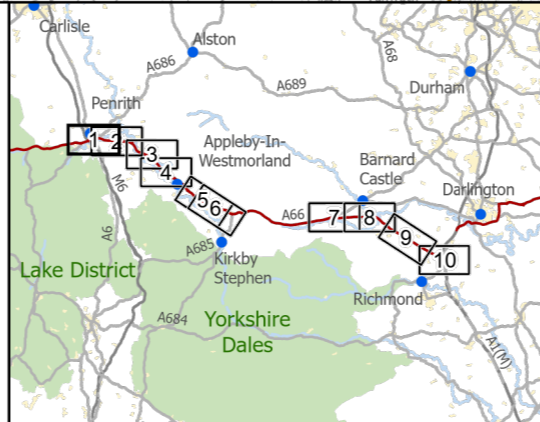 Carlisle
Alston
A686
A68
A689
Durham
Penrith
1
2
3
4
5
6
Appleby-In-
Westmorland
Barnard
Castle
Darlington
A66
7
8
9
10
M6
A6
A685
Kirkby
Stephen
Lake District
Richmond
A684
Yorkshire
Dales
A1(M)